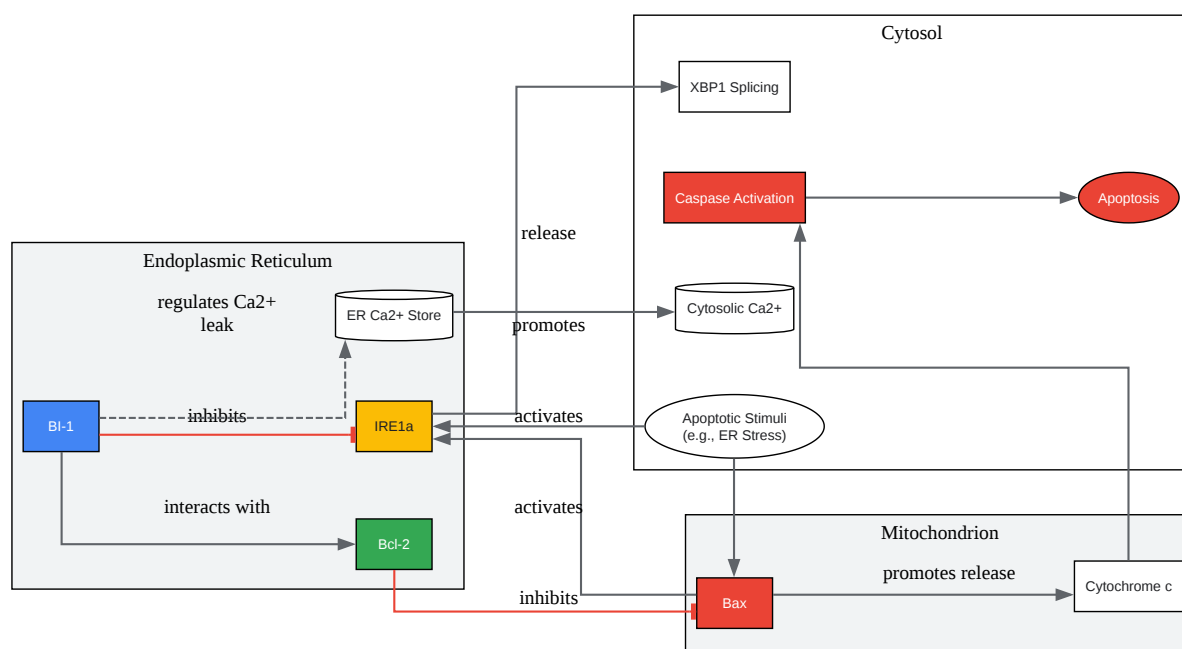 Cytosol
XBP1 Splicing
Caspase Activation
Apoptosis
release
Endoplasmic Reticulum
regulates Ca2+
leak
ER Ca2+ Store
promotes
Cytosolic Ca2+
BI-1
inhibits
IRE1a
activates
Apoptotic Stimuli
(e.g., ER Stress)
interacts with
activates
Bcl-2
Mitochondrion
promotes release
inhibits
Bax
Cytochrome c